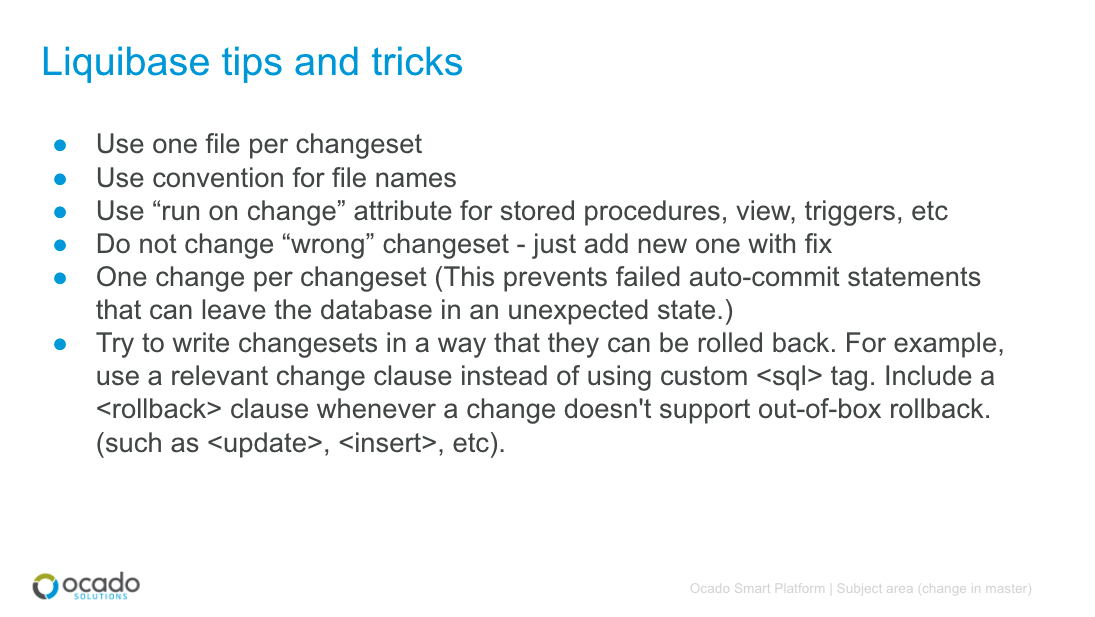 Liquibase tips and tricks
● Use one file per changeset
● Use convention for file names
● Use “run on change” attribute for stored procedures, view, triggers, etc
● Do not change “wrong” changeset - just add new one with fix
● One change per changeset (This prevents failed auto-commit statements
that can leave the database in an unexpected state.)
● Try to write changesets in a way that they can be rolled back. For example,
use a relevant change clause instead of using custom <sql> tag. Include a
<rollback> clause whenever a change doesn't support out-of-box rollback.
(such as <update>, <insert>, etc).
ocado
SOLUTIONS
Ocado Smart Platform | Subject area (change in master)